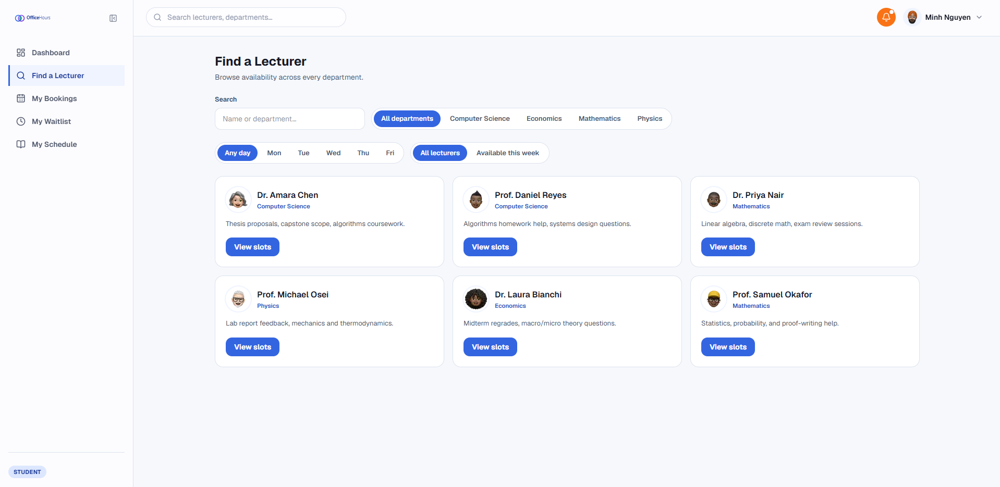 OfficeHours
Search lecturers, departments...
Minh Nguyen
Dashboard
Find a Lecturer
My Bookings
My Waitlist
My Schedule
STUDENT
Find a Lecturer
Browse availability across every department.
Search
Name or department...
All departments Computer Science Economics Mathematics Physics
Any day Mon Tue Wed Thu Fri
All lecturers Available this week
Dr. Amara Chen
Computer Science
Thesis proposals, capstone scope, algorithms coursework.
View slots
Prof. Daniel Reyes
Computer Science
Algorithms homework help, systems design questions.
View slots
Dr. Priya Nair
Mathematics
Linear algebra, discrete math, exam review sessions.
View slots
Prof. Michael Osei
Physics
Lab report feedback, mechanics and thermodynamics.
View slots
Dr. Laura Bianchi
Economics
Midterm regrades, macro/micro theory questions.
View slots
Prof. Samuel Okafor
Mathematics
Statistics, probability, and proof-writing help.
View slots